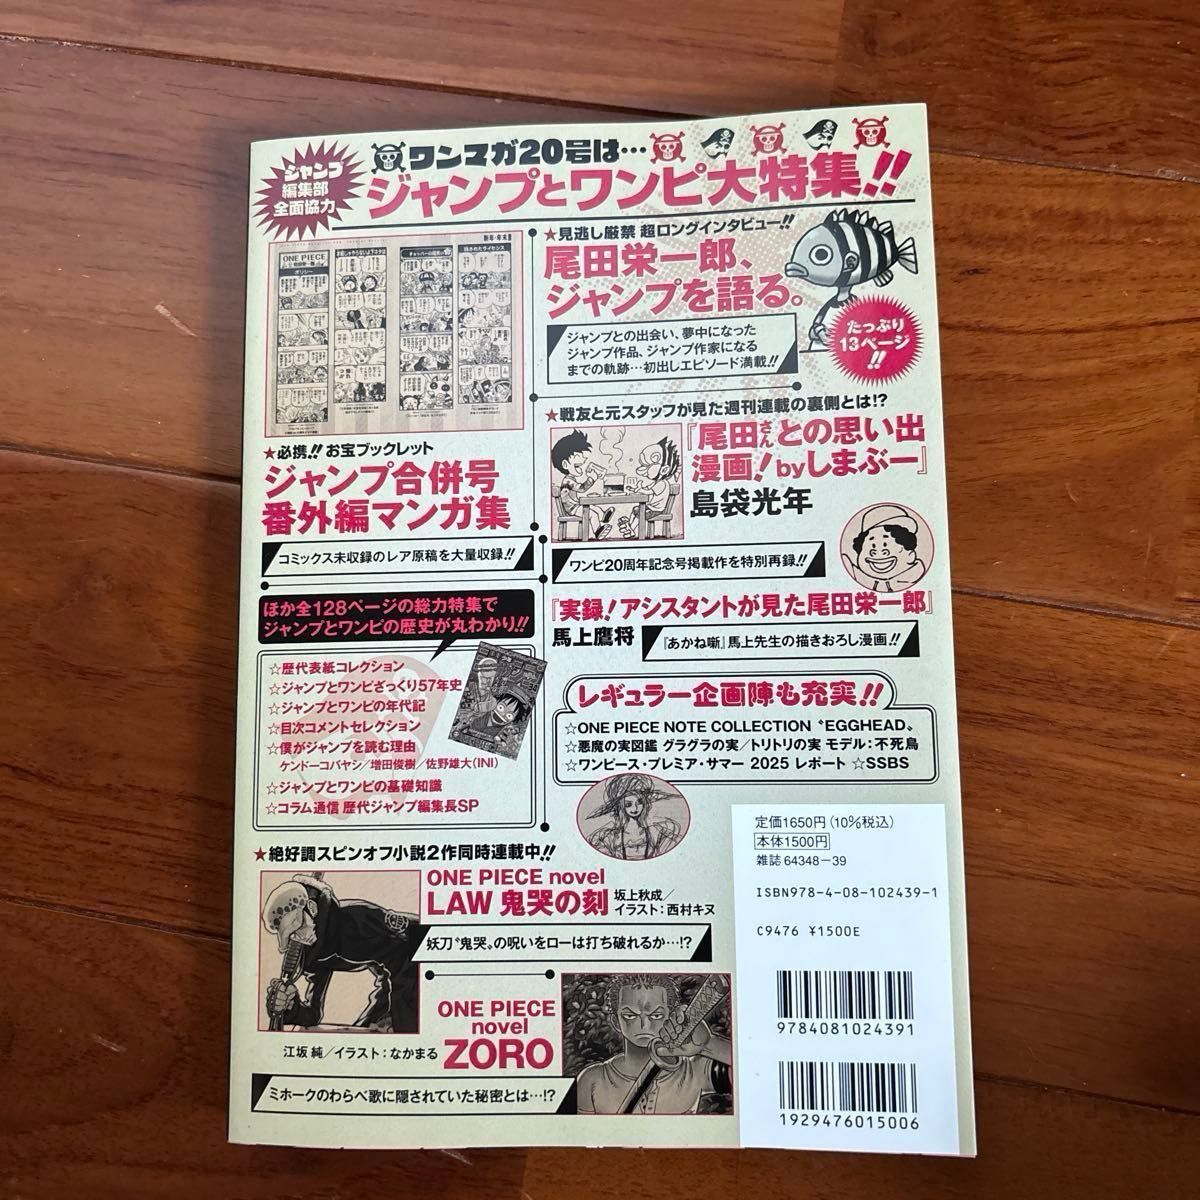 ジャンプ
編集部
全面協力
ワンマガ20号は…
ジャンプとワンピ大特集!!
ONE PIECE
ポリシー
★必携!! お宝ブックレット
ジャンプ合併号
番外編マンガ集
コミックス未収録のレア原稿を大量収録!!
★見逃し厳禁 超ロングインタビュー!!
尾田栄一郎、
ジャンプを語る。
たっぷり
13ページ
!!
ジャンプとの出会い、夢中になった
ジャンプ作品、ジャンプ作家になる
までの軌跡…初出しエピソード満載!!
★戦友と元スタッフが見た週刊連載の裏側とは!?
『尾田さんとの思い出
漫画！byしまぶー』
島袋光年
ワンピ20周年記念号掲載作を特別再録!!
『実録！アシスタントが見た尾田栄一郎』
馬上鷹将
『あかね噺』馬上先生の描きおろし漫画!!
ほか全128ページの総力特集で
ジャンプとワンピの歴史が丸わかり!!
☆歴代表紙コレクション
☆ジャンプとワンピざっくり57年史
☆ジャンプとワンピの年代記
☆目次コメントセレクション
☆僕がジャンプを読む理由
ケンドーコバヤシ／増田俊樹／佐野雄大(INI)
☆ジャンプとワンピの基礎知識
☆コラム通信 歴代ジャンプ編集長SP
レギュラー企画陣も充実!!
☆ONE PIECE NOTE COLLECTION〝EGGHEAD〟
☆悪魔の実図鑑 グラグラの実／トリトリの実 モデル：不死鳥
☆ワンピース・プレミア・サマー 2025 レポート ☆SSBS
★絶好調スピンオフ小説2作同時連載中!!
ONE PIECE novel
LAW 鬼哭の刻
坂上秋成／
イラスト：西村キヌ
妖刀〝鬼哭〟の呪いをローは打ち破れるか…!?
ONE PIECE
novel
ZORO
江坂 純／イラスト：なかまる
ミホークのわらべ歌に隠されていた秘密とは…!?
定価1650円（10%税込）
本体1500円
雑誌 64348-39
ISBN978-4-08-102439-1
C9476 ¥1500E
9784081024391
1929476015006